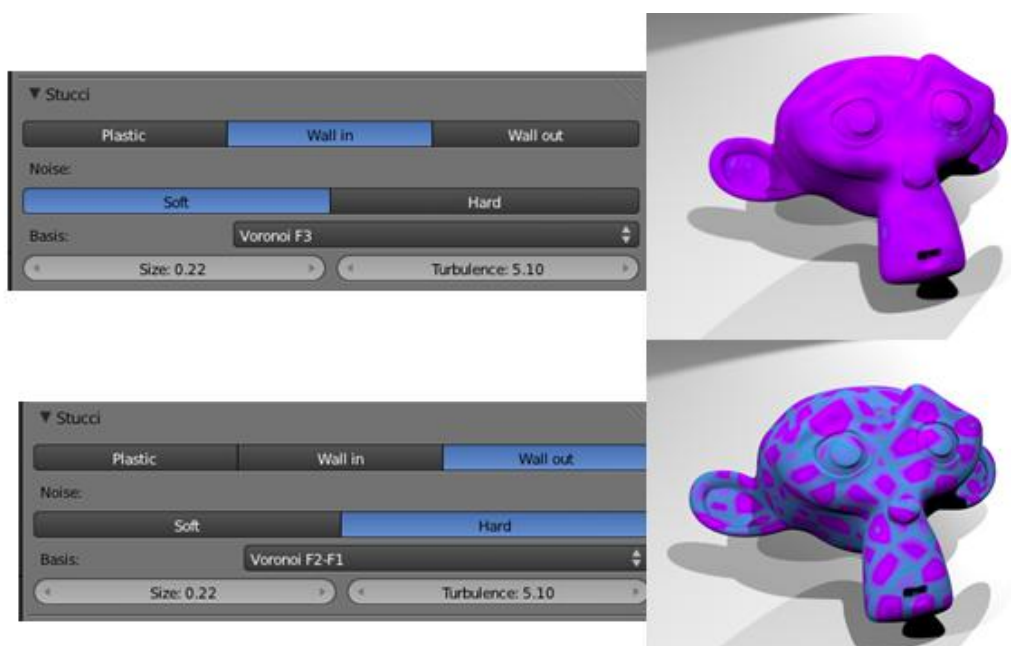 Stucci
Plastic Wall in Wall out
Noise:
Soft Hard
Basis: Voronoi F3
Size: 0.22 Turbulence: 5.10
Stucci
Plastic Wall in Wall out
Noise:
Soft Hard
Basis: Voronoi F2-F1
Size: 0.22 Turbulence: 5.10